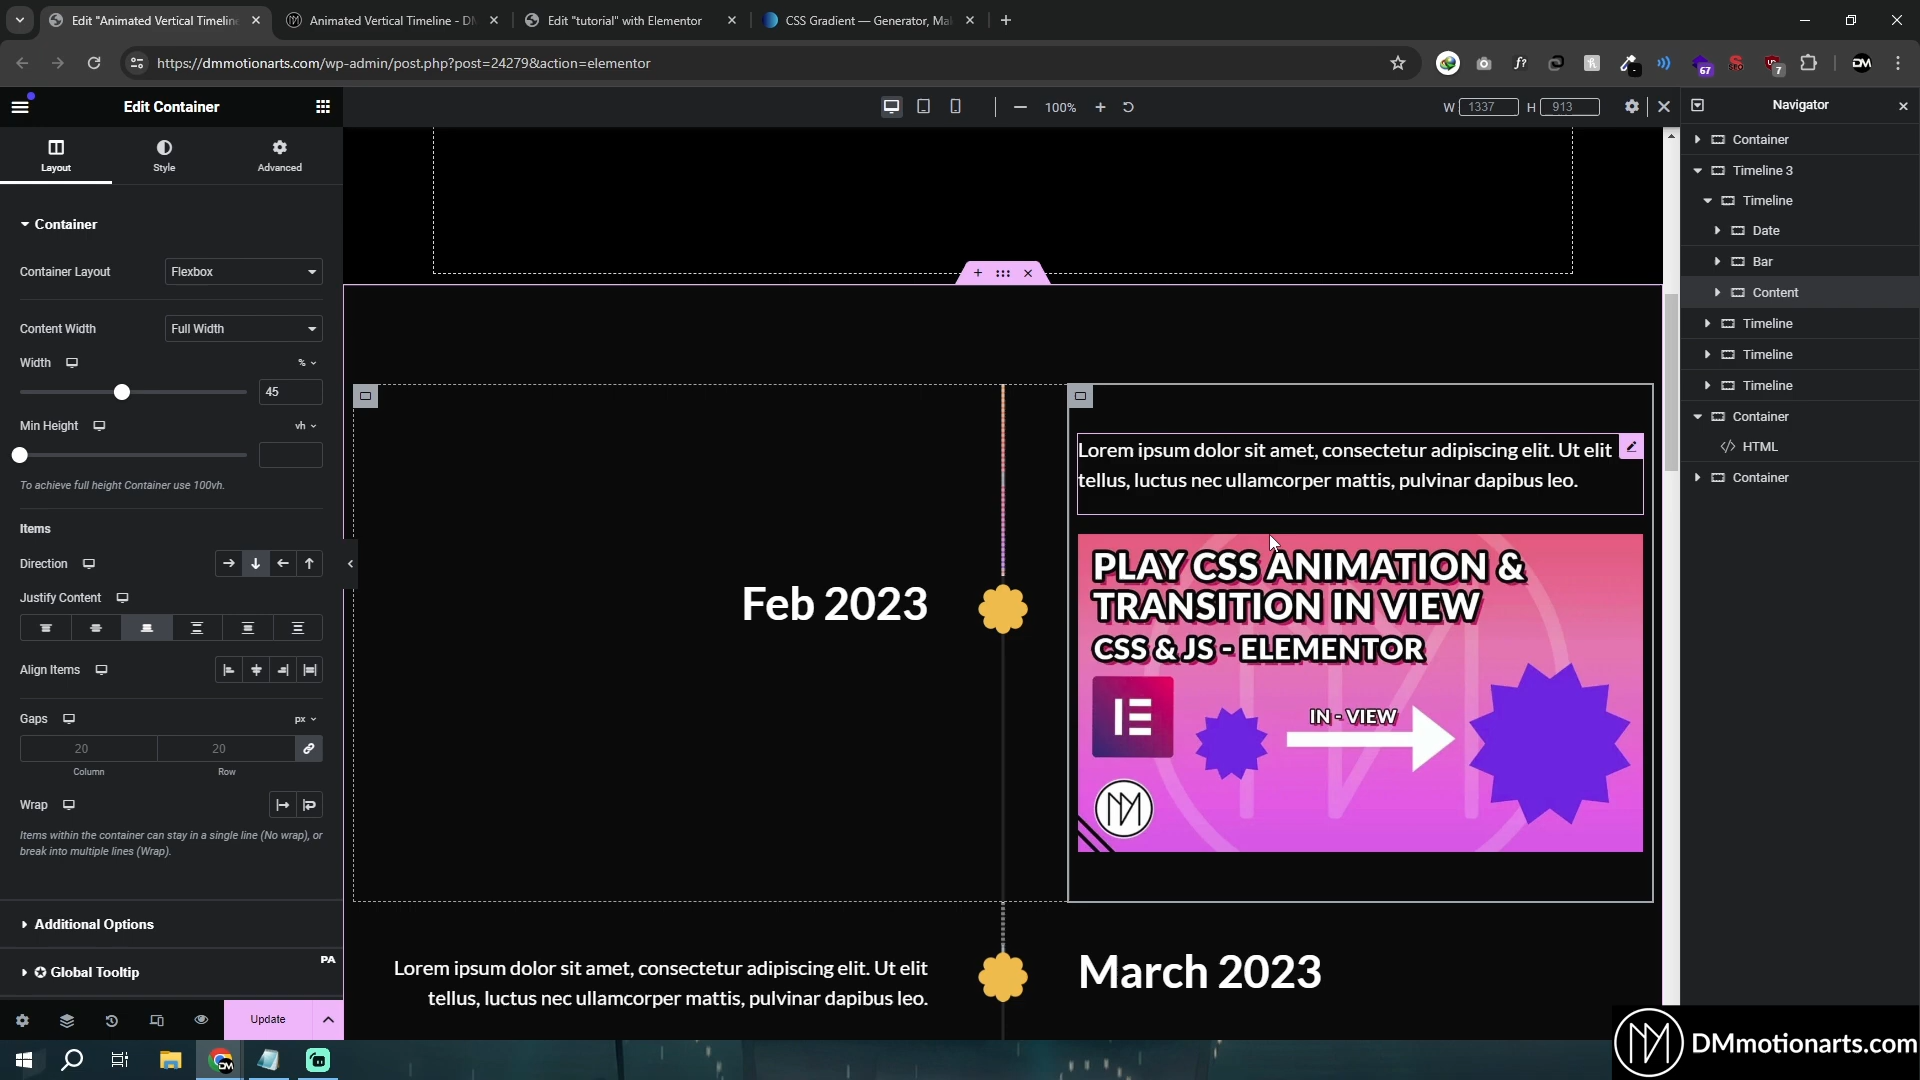 Edit "Animated Vertical Timeline
Animated Vertical Timeline - DM
Edit "tutorial" with Elementor
CSS Gradient — Generator, Ma
https://dmmotionarts.com/wp-admin/post.php?post=24279&action=elementor
67
7
Edit Container
100%
W 1337
H 913
Navigator
Layout
Style
Advanced
Container
Container Layout
Flexbox
Content Width
Full Width
Width
%
45
Min Height
vh
To achieve full height Container use 100vh.
Items
Direction
Justify Content
Align Items
Gaps
px
20
20
Column
Row
Wrap
Items within the container can stay in a single line (No wrap), or
break into multiple lines (Wrap).
Additional Options
Global Tooltip
PA
Update
Lorem ipsum dolor sit amet, consectetur adipiscing elit. Ut elit
tellus, luctus nec ullamcorper mattis, pulvinar dapibus leo.
Feb 2023
PLAY CSS ANIMATION &
TRANSITION IN VIEW
CSS & JS - ELEMENTOR
IN - VIEW
Lorem ipsum dolor sit amet, consectetur adipiscing elit. Ut elit
tellus, luctus nec ullamcorper mattis, pulvinar dapibus leo.
March 2023
Container
Timeline 3
Timeline
Date
Bar
Content
Timeline
Timeline
Timeline
Container
HTML
Container
DMmotionarts.com